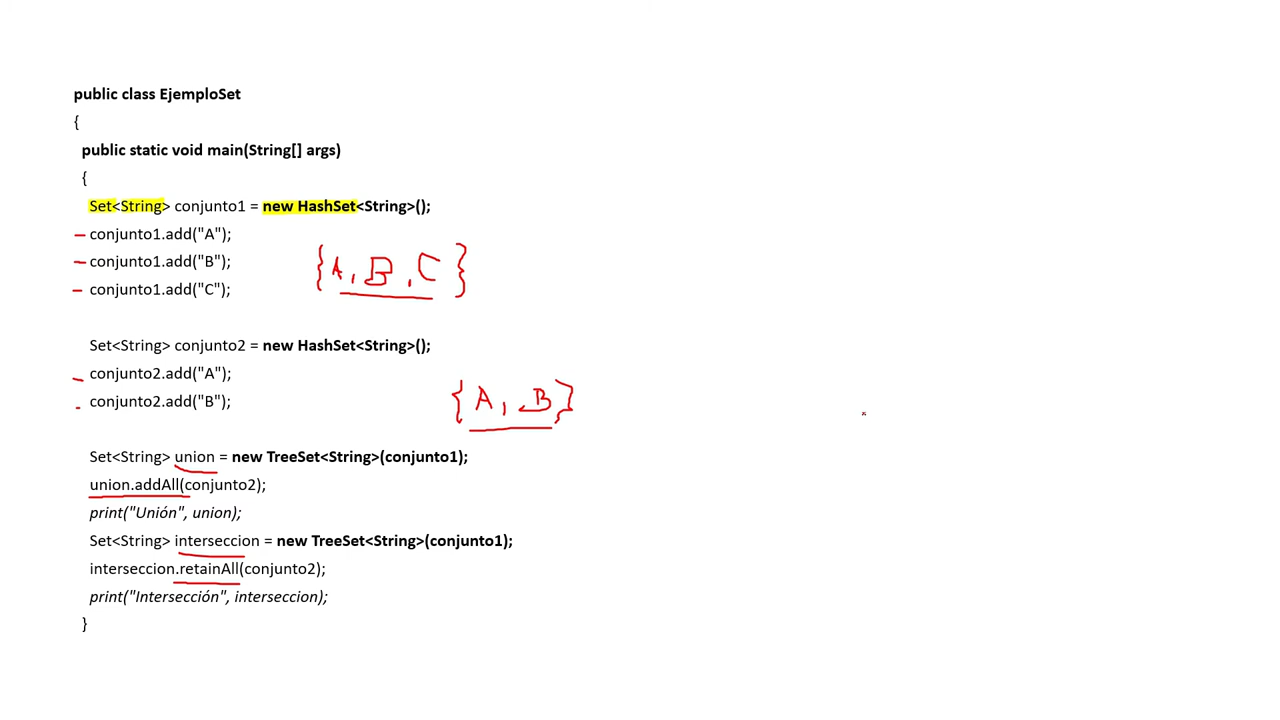 public class EjemploSet
{
public static void main(String[] args)
{
Set<String> conjunto1 = new HashSet<String>();
conjunto1.add("A");
conjunto1.add("B");
{A, B, C}
conjunto1.add("C");
Set<String> conjunto2 = new HashSet<String>();
conjunto2.add("A");
conjunto2.add("B");
{A, B}
Set<String> union = new TreeSet<String>(conjunto1);
union.addAll(conjunto2);
print("Unión", union);
Set<String> interseccion = new TreeSet<String>(conjunto1);
interseccion.retainAll(conjunto2);
print("Intersección", interseccion);
}